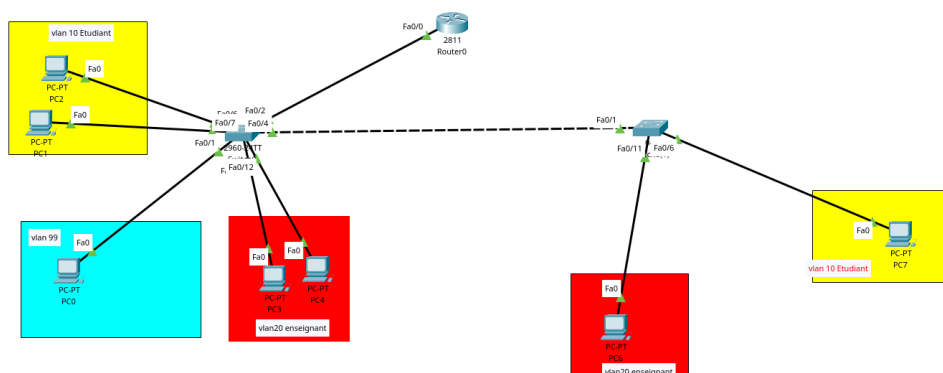 vlan 10 Etudiant
Fa0
PC-PT
PC2
Fa0
PC-PT
PC1
Fa0/0
2811
Router0
Fa0/2
Fa0/7
Fa0/4
Fa0/1
Fa0/12
Fa0/1
Fa0/11
Fa0/6
vlan 99
Fa0
PC-PT
PC0
Fa0
Fa0
PC-PT
PC3
PC-PT
PC4
vlan20 enseignant
Fa0
PC-PT
PC6
vlan20 enseignant
Fa0
PC-PT
PC7
vlan 10 Etudiant